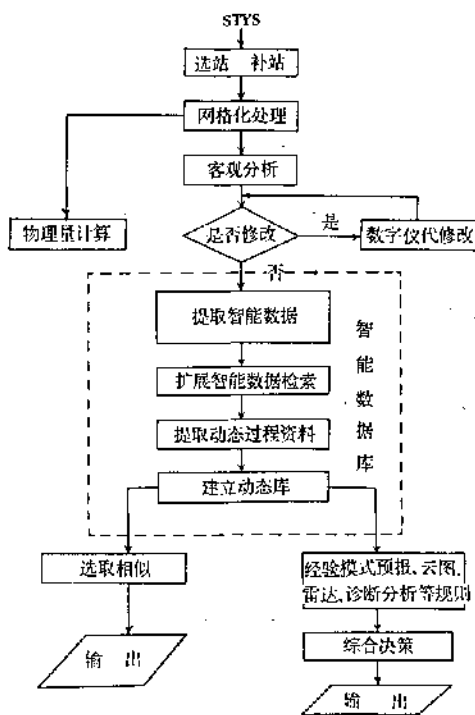 STYS
选站 补站
网格化处理
客观分析
物理量计算
是否修改
是
数字仪代修改
否
提取智能数据
扩展智能数据检索
提取动态过程资料
建立动态库
智能数据库
选取相似
经验模式预报、云图、
雷达、诊断分析等规则
输 出
综合决策
输 出